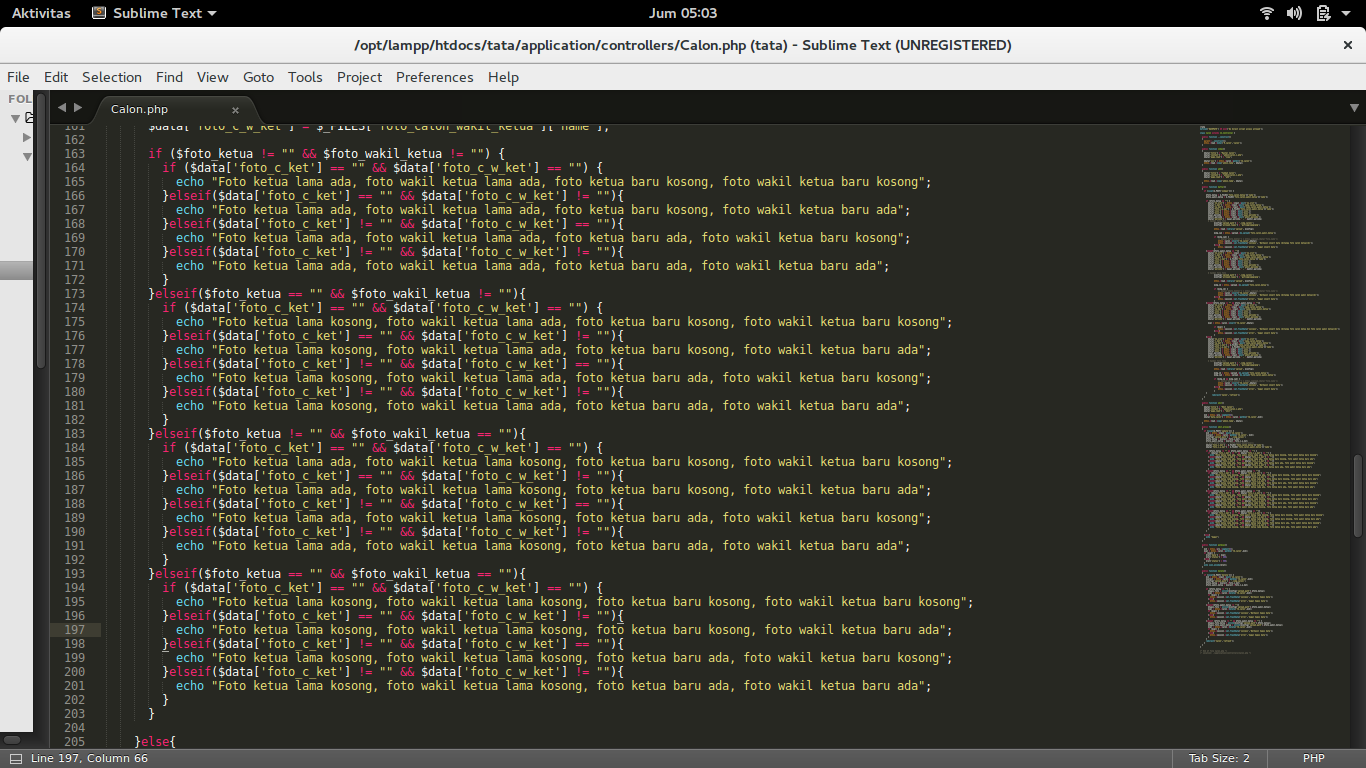 Aktivitas Sublime Text Jum 05:03
/opt/lampp/htdocs/tata/application/controllers/Calon.php (tata) - Sublime Text (UNREGISTERED) ×
File Edit Selection Find View Goto Tools Project Preferences Help
FOL
Calon.php ×
161 $data['foto_c_w_ket'] = $_FILES['foto_calon_wakil_ketua']['name'];
162
163 if ($foto_ketua != "" && $foto_wakil_ketua != "") {
164 if ($data['foto_c_ket'] == "" && $data['foto_c_w_ket'] == "") {
165 echo "Foto ketua lama ada, foto wakil ketua lama ada, foto ketua baru kosong, foto wakil ketua baru kosong";
166 }elseif($data['foto_c_ket'] == "" && $data['foto_c_w_ket'] != ""){
167 echo "Foto ketua lama ada, foto wakil ketua lama ada, foto ketua baru kosong, foto wakil ketua baru ada";
168 }elseif($data['foto_c_ket'] != "" && $data['foto_c_w_ket'] == ""){
169 echo "Foto ketua lama ada, foto wakil ketua lama ada, foto ketua baru ada, foto wakil ketua baru kosong";
170 }elseif($data['foto_c_ket'] != "" && $data['foto_c_w_ket'] != ""){
171 echo "Foto ketua lama ada, foto wakil ketua lama ada, foto ketua baru ada, foto wakil ketua baru ada";
172 }
173 }elseif($foto_ketua == "" && $foto_wakil_ketua != ""){
174 if ($data['foto_c_ket'] == "" && $data['foto_c_w_ket'] == "") {
175 echo "Foto ketua lama kosong, foto wakil ketua lama ada, foto ketua baru kosong, foto wakil ketua baru kosong";
176 }elseif($data['foto_c_ket'] == "" && $data['foto_c_w_ket'] != ""){
177 echo "Foto ketua lama kosong, foto wakil ketua lama ada, foto ketua baru kosong, foto wakil ketua baru ada";
178 }elseif($data['foto_c_ket'] != "" && $data['foto_c_w_ket'] == ""){
179 echo "Foto ketua lama kosong, foto wakil ketua lama ada, foto ketua baru ada, foto wakil ketua baru kosong";
180 }elseif($data['foto_c_ket'] != "" && $data['foto_c_w_ket'] != ""){
181 echo "Foto ketua lama kosong, foto wakil ketua lama ada, foto ketua baru ada, foto wakil ketua baru ada";
182 }
183 }elseif($foto_ketua != "" && $foto_wakil_ketua == ""){
184 if ($data['foto_c_ket'] == "" && $data['foto_c_w_ket'] == "") {
185 echo "Foto ketua lama ada, foto wakil ketua lama kosong, foto ketua baru kosong, foto wakil ketua baru kosong";
186 }elseif($data['foto_c_ket'] == "" && $data['foto_c_w_ket'] != ""){
187 echo "Foto ketua lama ada, foto wakil ketua lama kosong, foto ketua baru kosong, foto wakil ketua baru ada";
188 }elseif($data['foto_c_ket'] != "" && $data['foto_c_w_ket'] == ""){
189 echo "Foto ketua lama ada, foto wakil ketua lama kosong, foto ketua baru ada, foto wakil ketua baru kosong";
190 }elseif($data['foto_c_ket'] != "" && $data['foto_c_w_ket'] != ""){
191 echo "Foto ketua lama ada, foto wakil ketua lama kosong, foto ketua baru ada, foto wakil ketua baru ada";
192 }
193 }elseif($foto_ketua == "" && $foto_wakil_ketua == ""){
194 if ($data['foto_c_ket'] == "" && $data['foto_c_w_ket'] == "") {
195 echo "Foto ketua lama kosong, foto wakil ketua lama kosong, foto ketua baru kosong, foto wakil ketua baru kosong";
196 }elseif($data['foto_c_ket'] == "" && $data['foto_c_w_ket'] != ""){
197 echo "Foto ketua lama kosong, foto wakil ketua lama kosong, foto ketua baru kosong, foto wakil ketua baru ada";
198 }elseif($data['foto_c_ket'] != "" && $data['foto_c_w_ket'] == ""){
199 echo "Foto ketua lama kosong, foto wakil ketua lama kosong, foto ketua baru ada, foto wakil ketua baru kosong";
200 }elseif($data['foto_c_ket'] != "" && $data['foto_c_w_ket'] != ""){
201 echo "Foto ketua lama kosong, foto wakil ketua lama kosong, foto ketua baru ada, foto wakil ketua baru ada";
202 }
203 }
204
205 }else{
Line 197, Column 66 Tab Size: 2 PHP